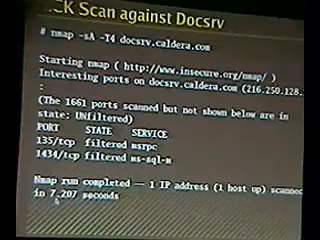 CK Scan against Docsrv
# nmap -sA -T4 docsrv.caldera.com
Starting nmap ( http://www.insecure.org/nmap/ )
Interesting ports on docsrv.caldera.com (216.250.128.
:
(The 1661 ports scanned but not shown below are in
state: UNfiltered)
PORT STATE SERVICE
135/tcp filtered msrpc
1434/tcp filtered ms-sql-m
Nmap run completed -- 1 IP address (1 host up) scanned
in 7.207 seconds